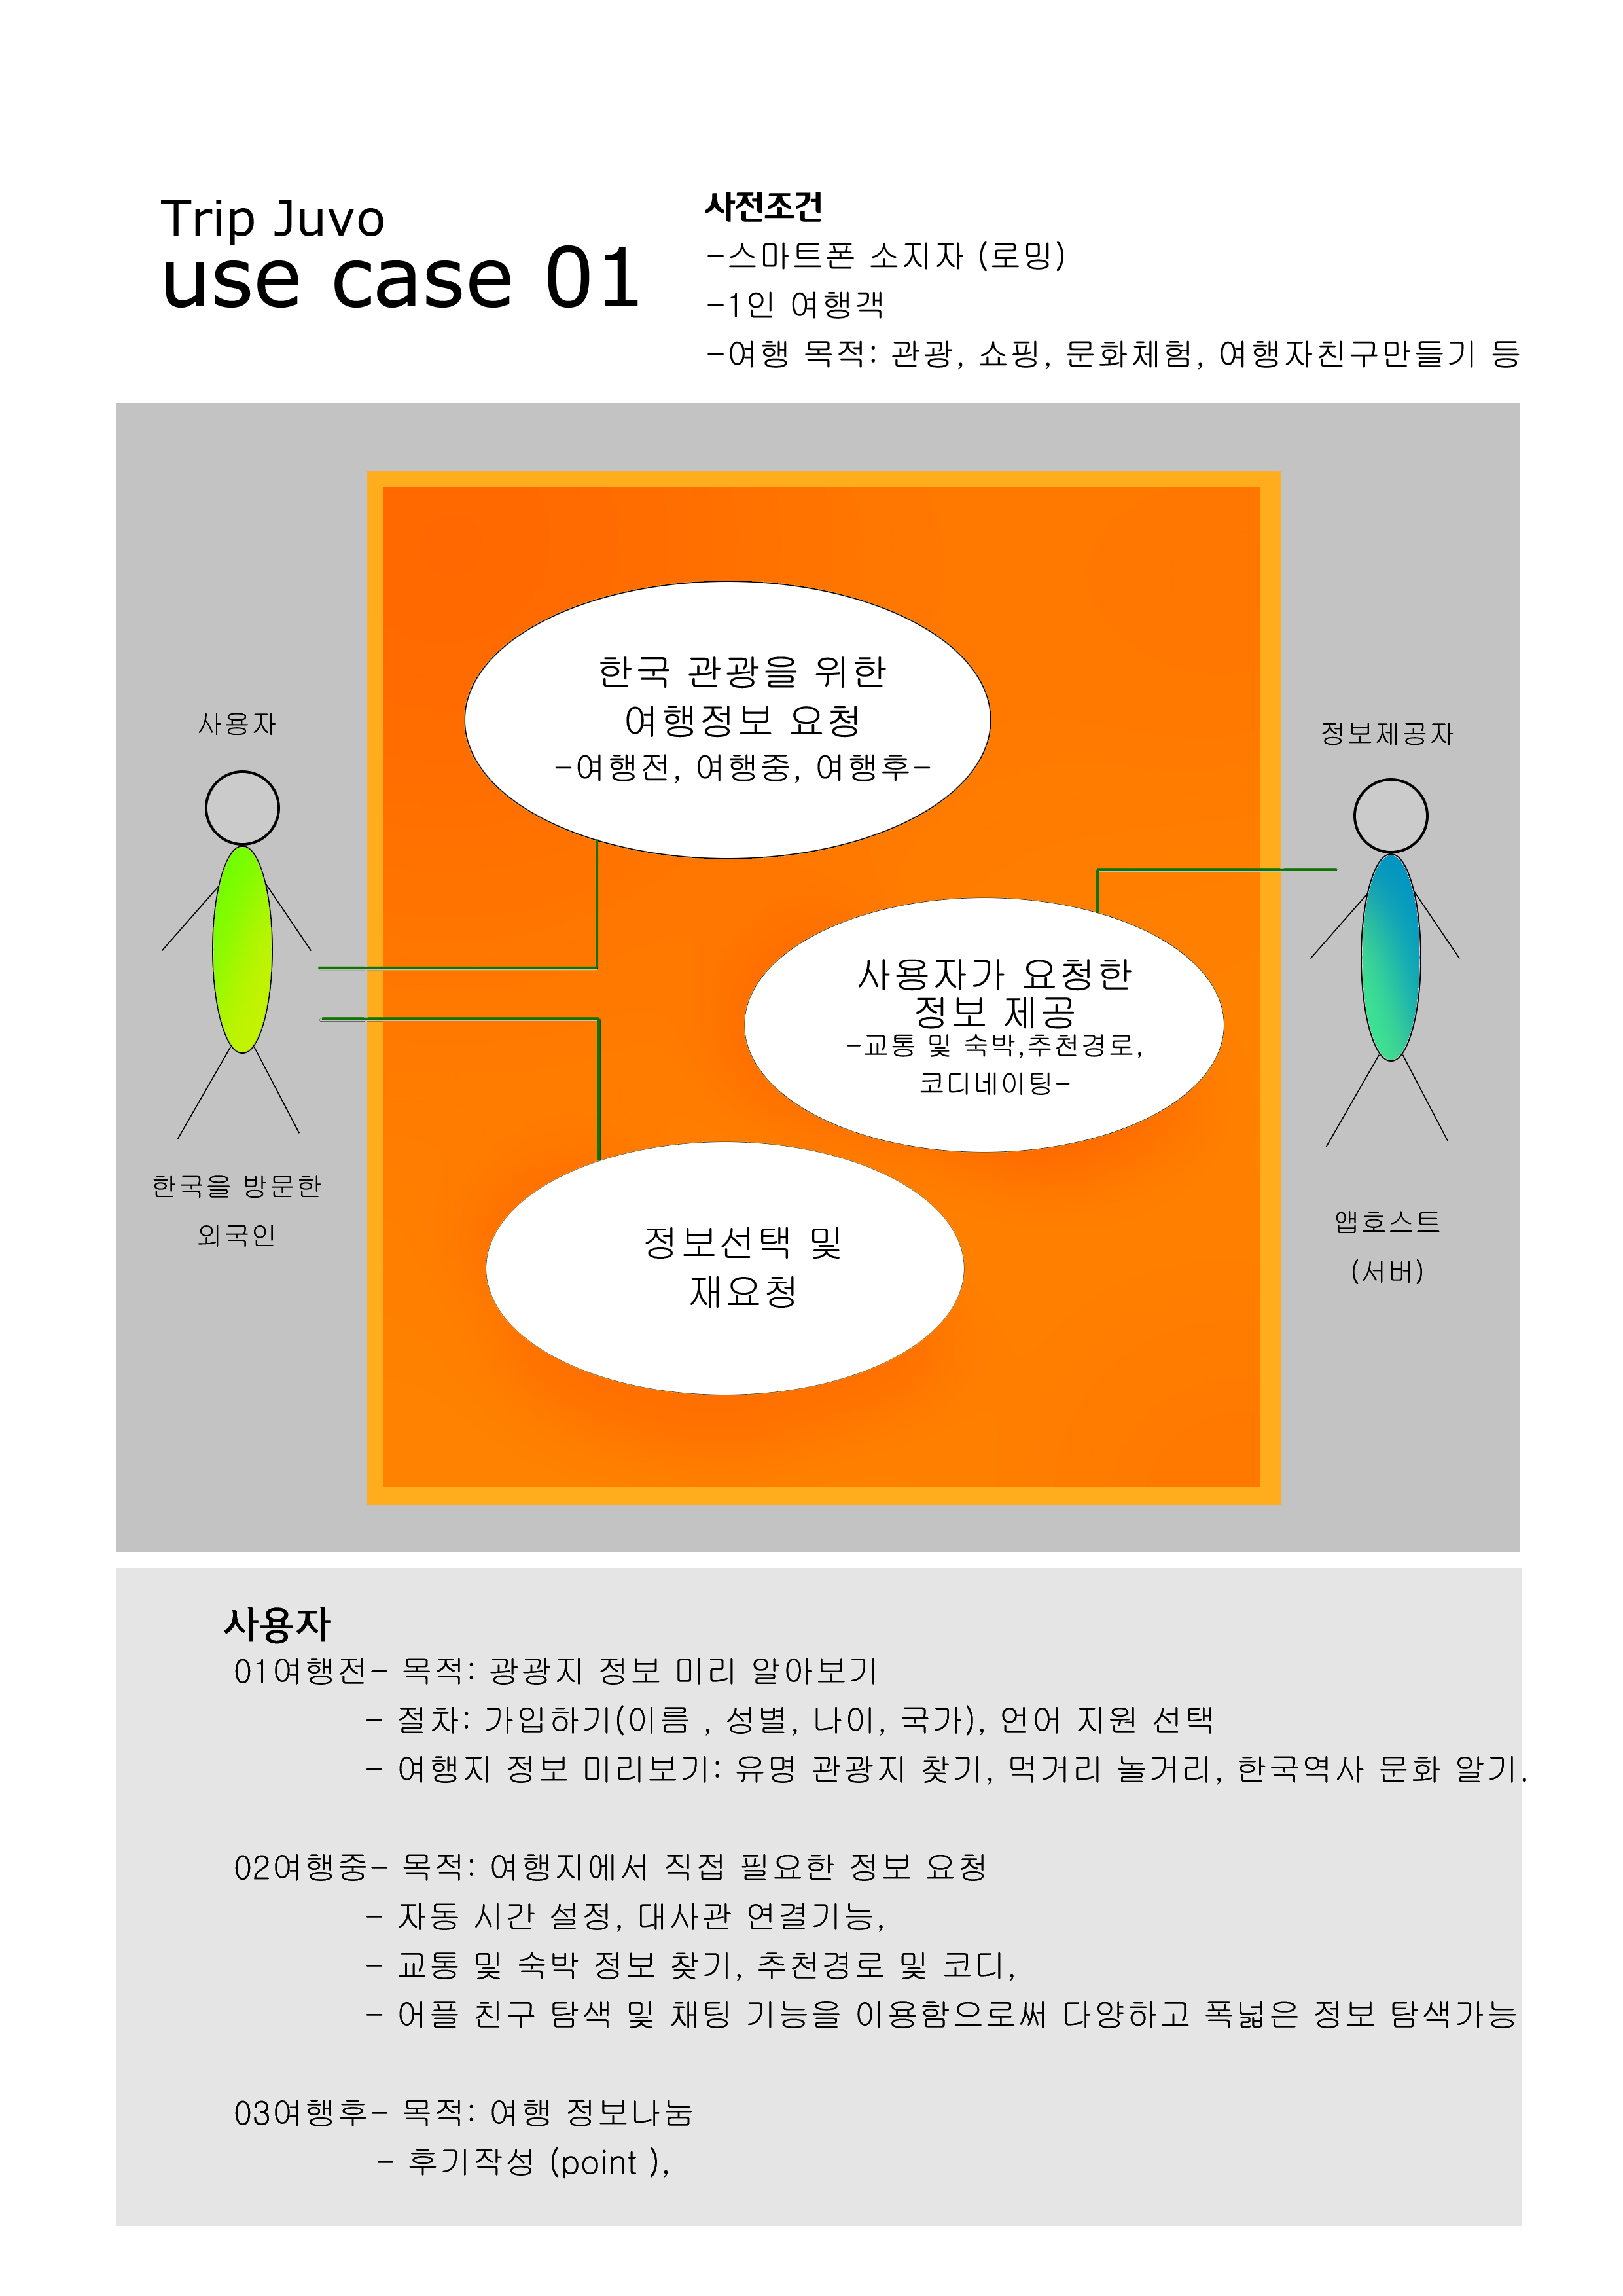 Trip Juvo
use case 01
사전조건
-스마트폰 소지자 (로밍)
-1인 여행객
-여행 목적: 관광, 쇼핑, 문화체험, 여행자친구만들기 등
한국 관광을 위한
여행정보 요청
-여행전, 여행중, 여행후-
사용자
정보제공자
사용자가 요청한
정보 제공
-교통 및 숙박,추천경로,
코디네이팅-
한국을 방문한
외국인
앱호스트
(서버)
정보선택 및
재요청
사용자
01여행전- 목적: 광광지 정보 미리 알아보기
- 절차: 가입하기(이름 , 성별, 나이, 국가), 언어 지원 선택
- 여행지 정보 미리보기: 유명 관광지 찾기, 먹거리 놀거리, 한국역사 문화 알기.
02여행중- 목적: 여행지에서 직접 필요한 정보 요청
- 자동 시간 설정, 대사관 연결기능,
- 교통 및 숙박 정보 찾기, 추천경로 및 코디,
- 어플 친구 탐색 및 채팅 기능을 이용함으로써 다양하고 폭넓은 정보 탐색가능
03여행후- 목적: 여행 정보나눔
- 후기작성 (point ),